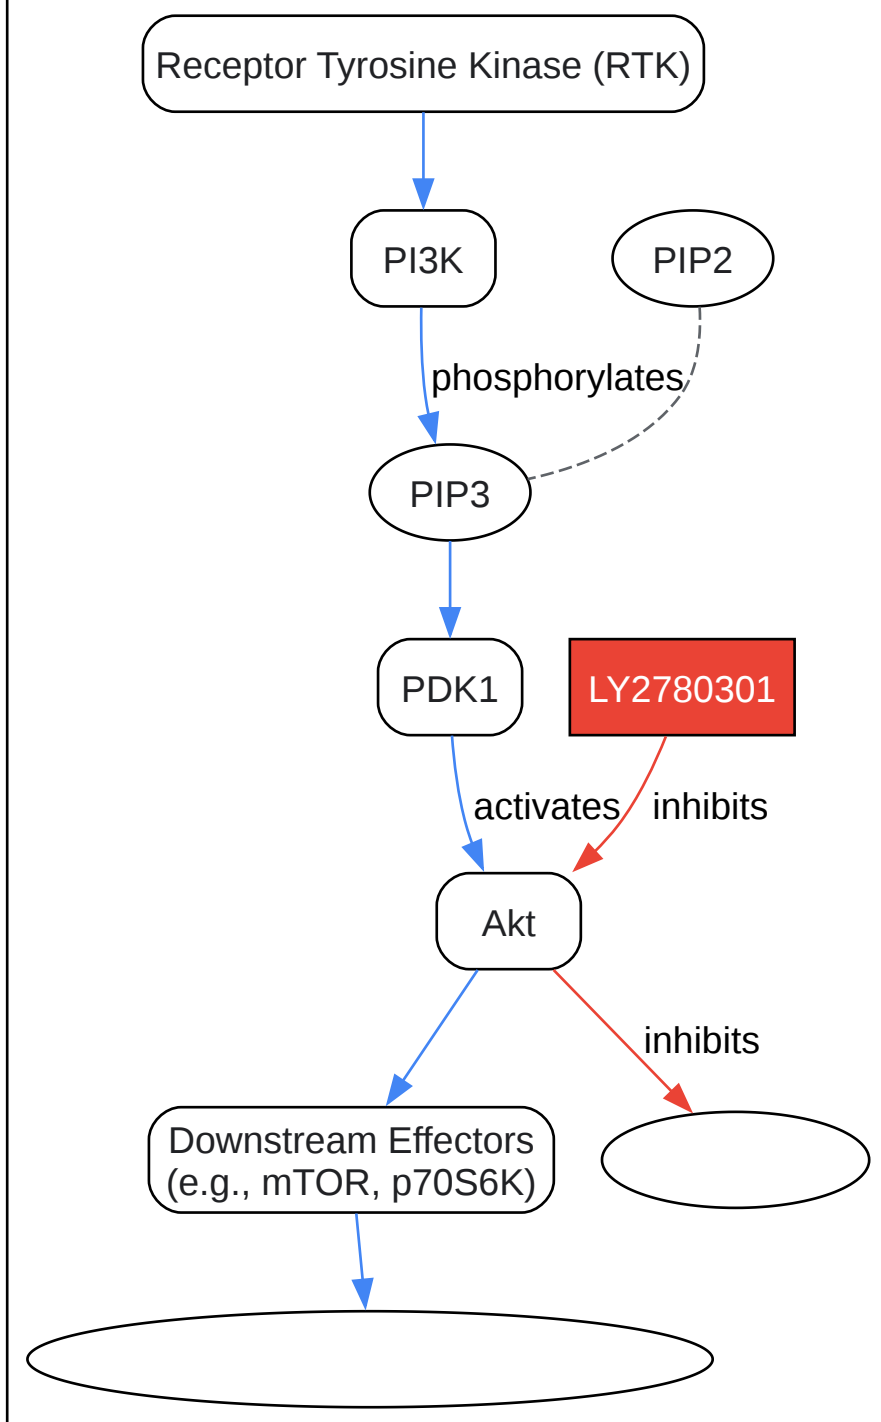 Receptor Tyrosine Kinase (RTK)
PI3K
PIP2
phosphorylates
PIP3
PDK1
LY2780301
activates
inhibits
Akt
inhibits
Downstream Effectors
(e.g., mTOR, p70S6K)